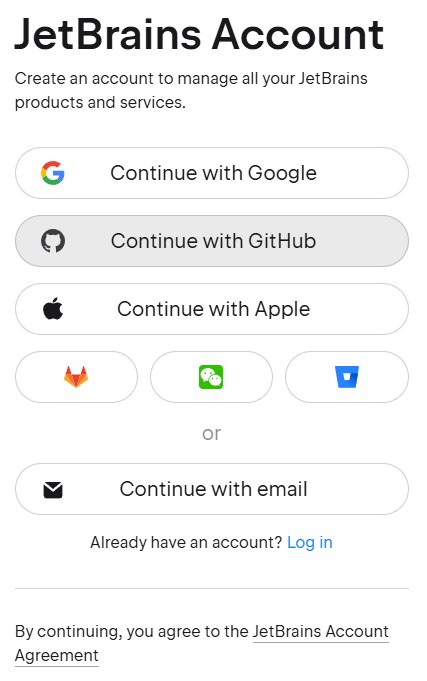 JetBrains Account
Create an account to manage all your JetBrains
products and services.
Continue with Google
Continue with GitHub
Continue with Apple
or
Continue with email
Already have an account? Log in
By continuing, you agree to the JetBrains Account
Agreement